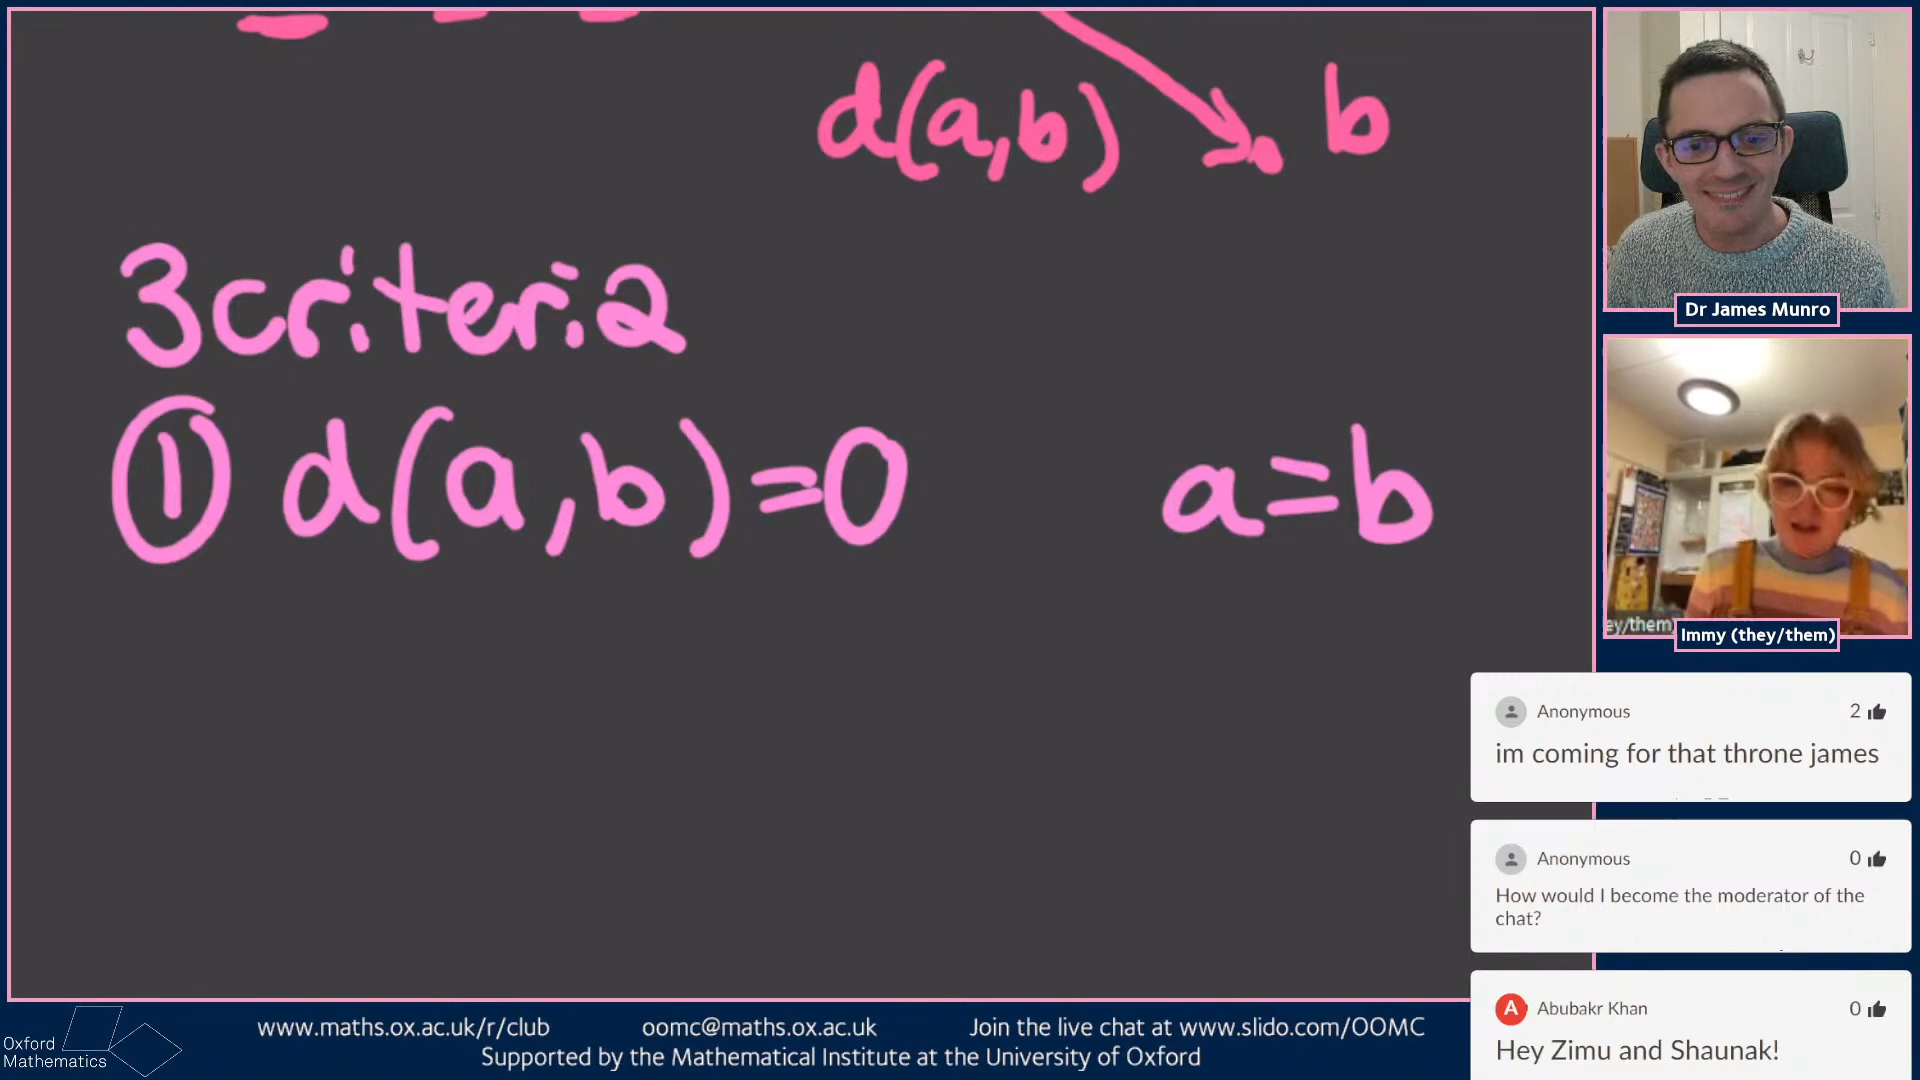 d(a,b) b
3 criteria
① d(a,b)=0 a=b
Dr James Munro
ey/them)
Immy (they/them)
Anonymous 2
im coming for that throne james
Anonymous 0
How would I become the moderator of the
chat?
A Abubakr Khan 0
Hey Zimu and Shaunak!
Oxford
Mathematics
www.maths.ox.ac.uk/r/club oomc@maths.ox.ac.uk Join the live chat at www.slido.com/OOMC
Supported by the Mathematical Institute at the University of Oxford